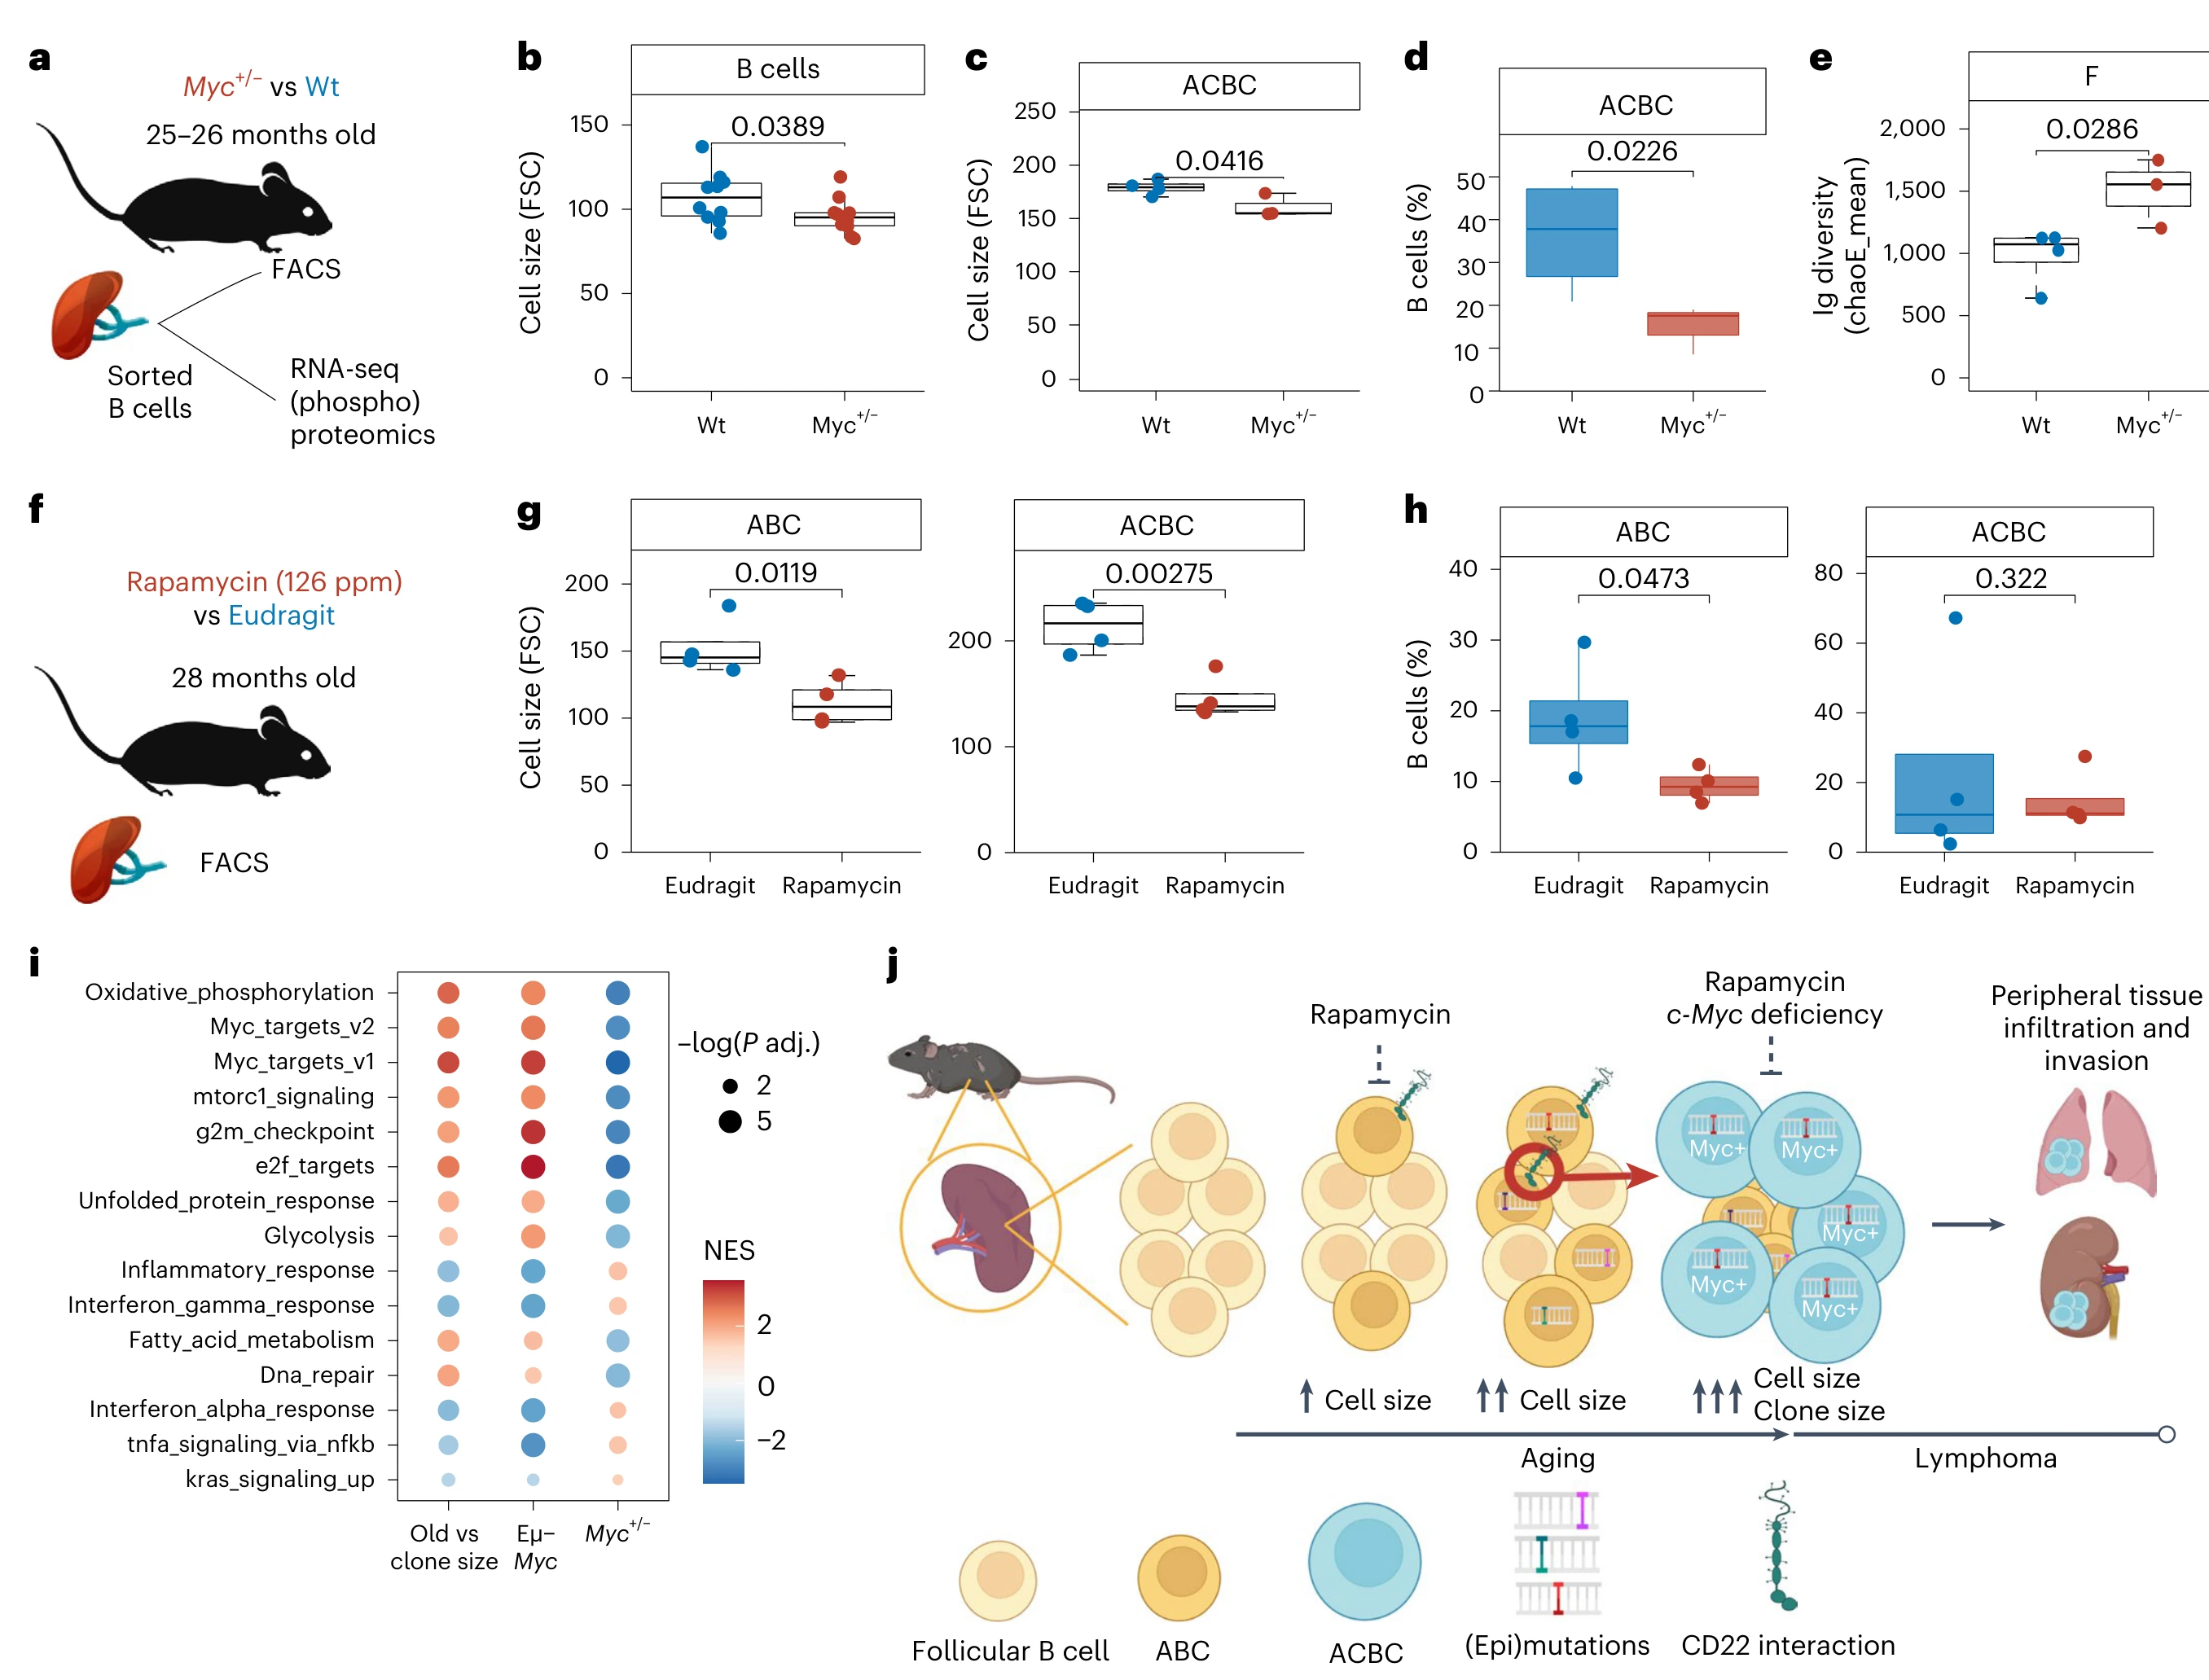 a
Myc+/− vs Wt
25–26 months old
FACS
Sorted
B cells
RNA-seq
(phospho)
proteomics
b
B cells
0.0389
Cell size (FSC)
150
100
50
0
Wt
Myc+/−
c
ACBC
0.0416
Cell size (FSC)
250
200
150
100
50
0
Wt
Myc+/−
d
ACBC
0.0226
B cells (%)
50
40
30
20
10
0
Wt
Myc+/−
e
F
0.0286
Ig diversity
(chaoE_mean)
2,000
1,500
1,000
500
0
Wt
Myc+/−
f
Rapamycin (126 ppm)
vs Eudragit
28 months old
FACS
g
ABC
0.0119
Cell size (FSC)
200
150
100
50
0
Eudragit
Rapamycin
ACBC
0.00275
200
100
0
Eudragit
Rapamycin
h
ABC
0.0473
B cells (%)
40
30
20
10
0
Eudragit
Rapamycin
ACBC
0.322
80
60
40
20
0
Eudragit
Rapamycin
i
Oxidative_phosphorylation
Myc_targets_v2
Myc_targets_v1
mtorc1_signaling
g2m_checkpoint
e2f_targets
Unfolded_protein_response
Glycolysis
Inflammatory_response
Interferon_gamma_response
Fatty_acid_metabolism
Dna_repair
Interferon_alpha_response
tnfa_signaling_via_nfkb
kras_signaling_up
Old vs
clone size
Eµ–
Myc
Myc+/−
–log(P adj.)
2
5
NES
2
0
−2
j
Rapamycin
Rapamycin
c-Myc deficiency
Peripheral tissue
infiltration and
invasion
Myc+
Myc+
Myc+
Myc+
Myc+
Cell size
Cell size
Cell size
Clone size
Aging
Lymphoma
Follicular B cell
ABC
ACBC
(Epi)mutations
CD22 interaction